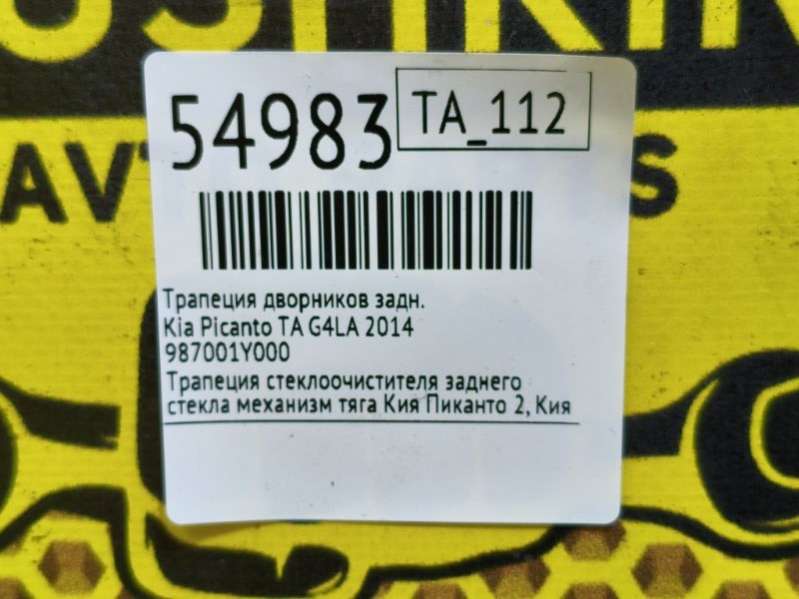 54983
TA_112
Трапеция дворников задн.
Kia Picanto TA G4LA 2014
987001Y000
Трапеция стеклоочистителя заднего
стекла механизм тяга Кия Пиканто 2, Кия